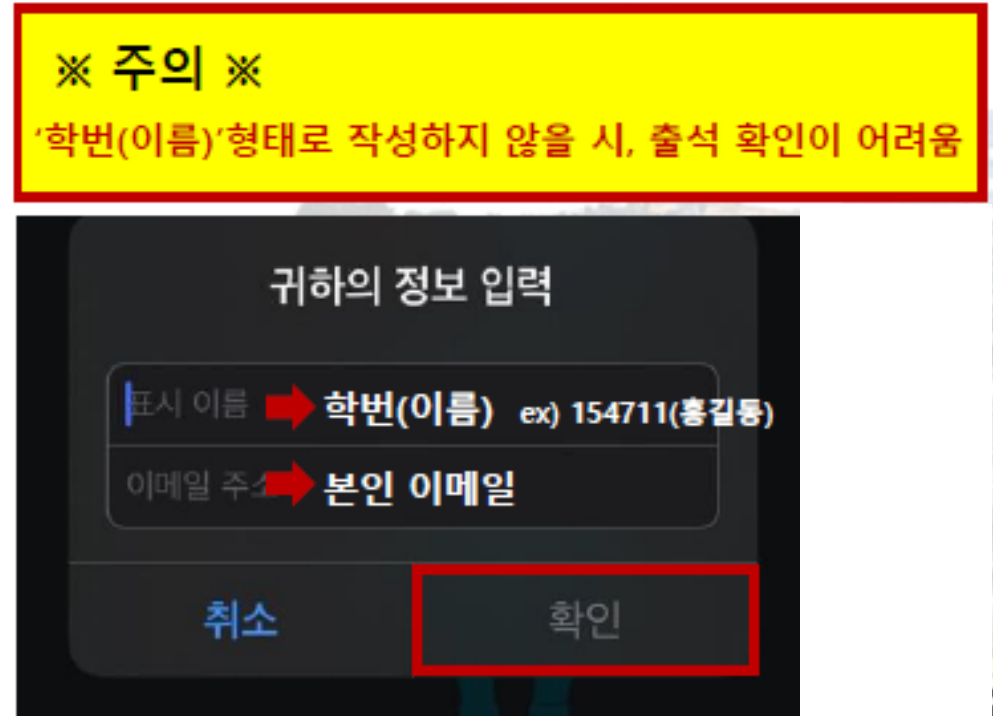 ※ 주의 ※
‘학번(이름)’형태로 작성하지 않을 시, 출석 확인이 어려움
귀하의 정보 입력
표시 이름 학번(이름) ex) 154711(홍길동)
이메일 주소 본인 이메일
취소 확인